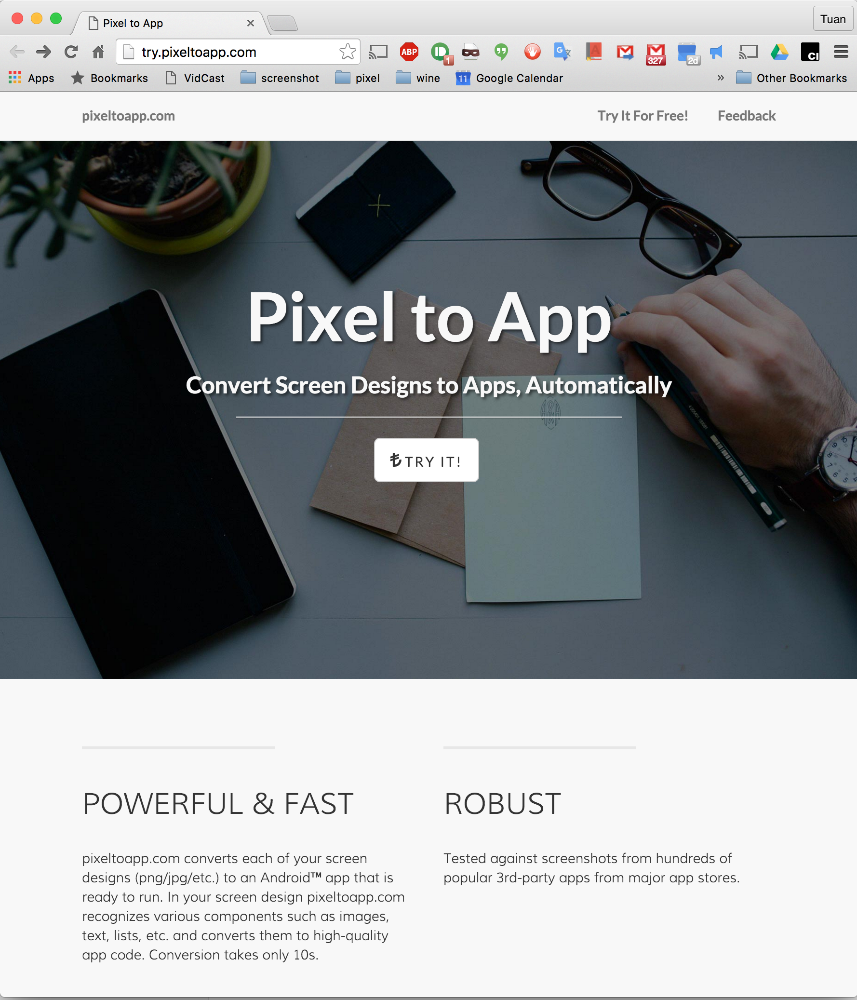 Pixel to App
Tuan
try.pixeltoapp.com
ABP
1
327
2d
Apps
Bookmarks
VidCast
screenshot
pixel
wine
11
Google Calendar
»
Other Bookmarks
pixeltoapp.com
Try It For Free!
Feedback
Pixel to App
Convert Screen Designs to Apps, Automatically
₺TRY IT!
POWERFUL & FAST
pixeltoapp.com converts each of your screen
designs (png/jpg/etc.) to an Android™ app that is
ready to run. In your screen design pixeltoapp.com
recognizes various components such as images,
text, lists, etc. and converts them to high-quality
app code. Conversion takes only 10s.
ROBUST
Tested against screenshots from hundreds of
popular 3rd-party apps from major app stores.